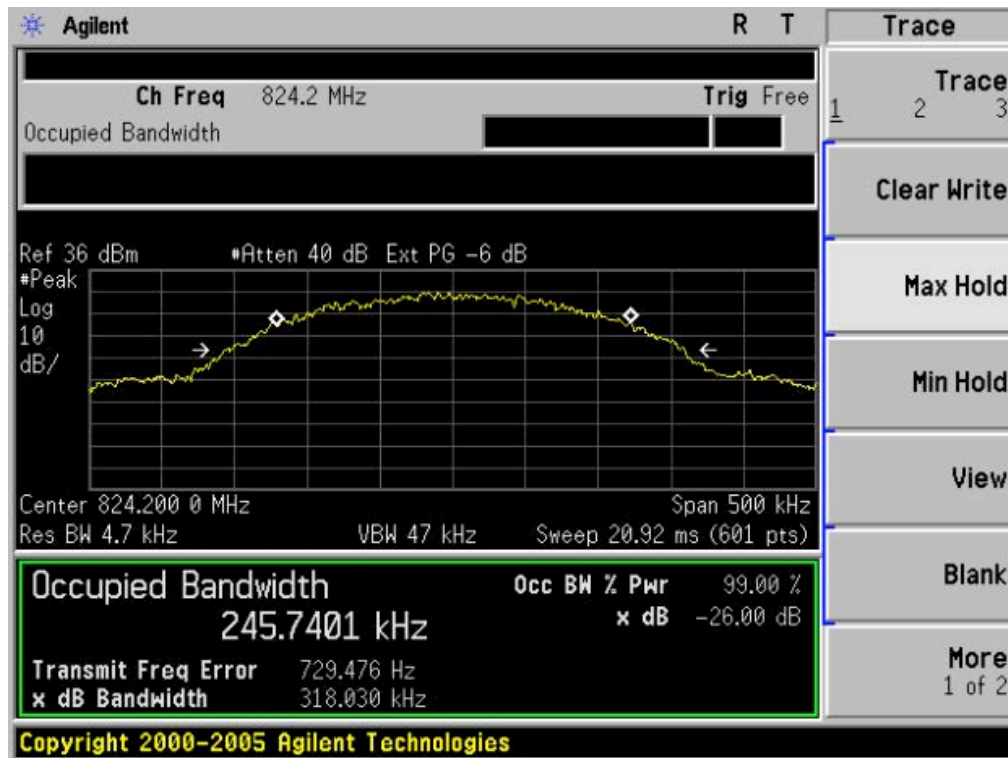 Agilent R T
Ch Freq 824.2 MHz Trig Free
Occupied Bandwidth
Ref 36 dBm #Atten 40 dB Ext PG -6 dB
#Peak
Log
10
dB/
Center 824.200 0 MHz Span 500 kHz
Res BW 4.7 kHz VBW 47 kHz Sweep 20.92 ms (601 pts)
Occupied Bandwidth Occ BW % Pwr 99.00 %
245.7401 kHz x dB -26.00 dB
Transmit Freq Error 729.476 Hz
x dB Bandwidth 318.030 kHz
Copyright 2000-2005 Agilent Technologies
Trace
Trace
1 2 3
Clear Write
Max Hold
Min Hold
View
Blank
More
1 of 2